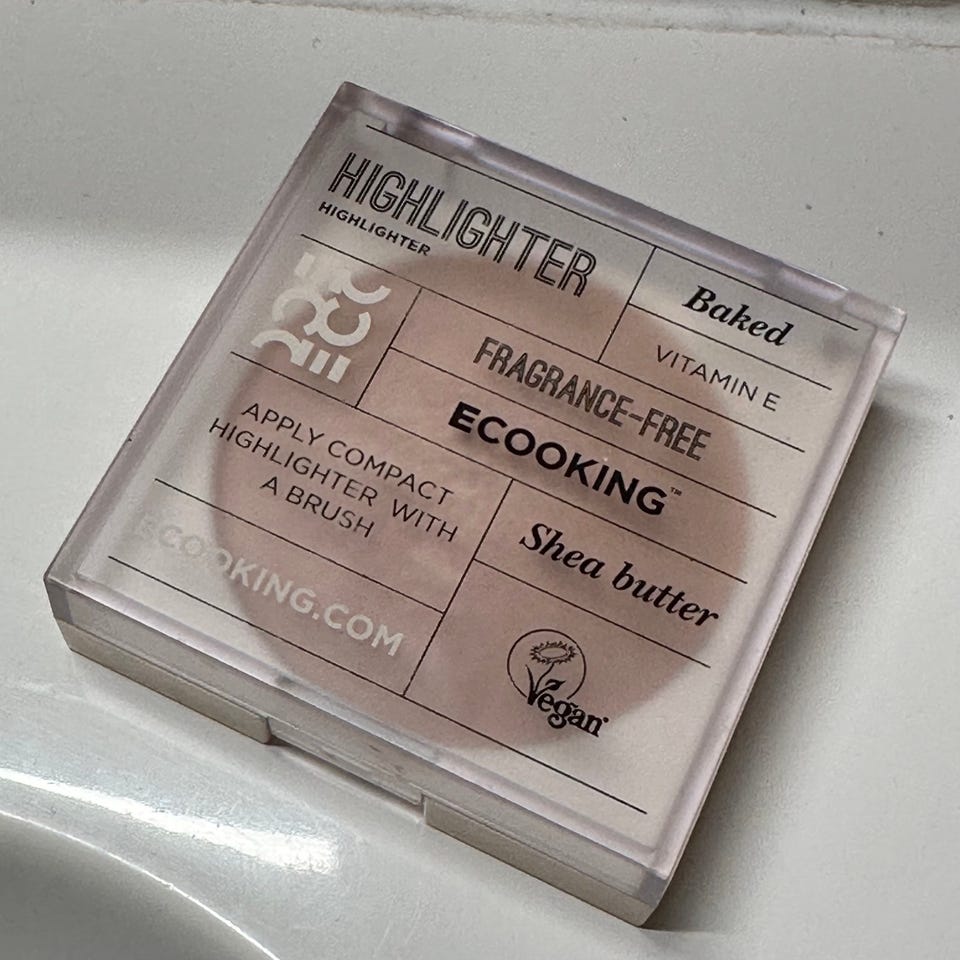 HIGHLIGHTER
HIGHLIGHTER
Baked
VITAMIN E
FRAGRANCE-FREE
ECOOKING™
APPLY COMPACT
HIGHLIGHTER WITH
A BRUSH
Shea butter
ECOOKING.COM
Vegan